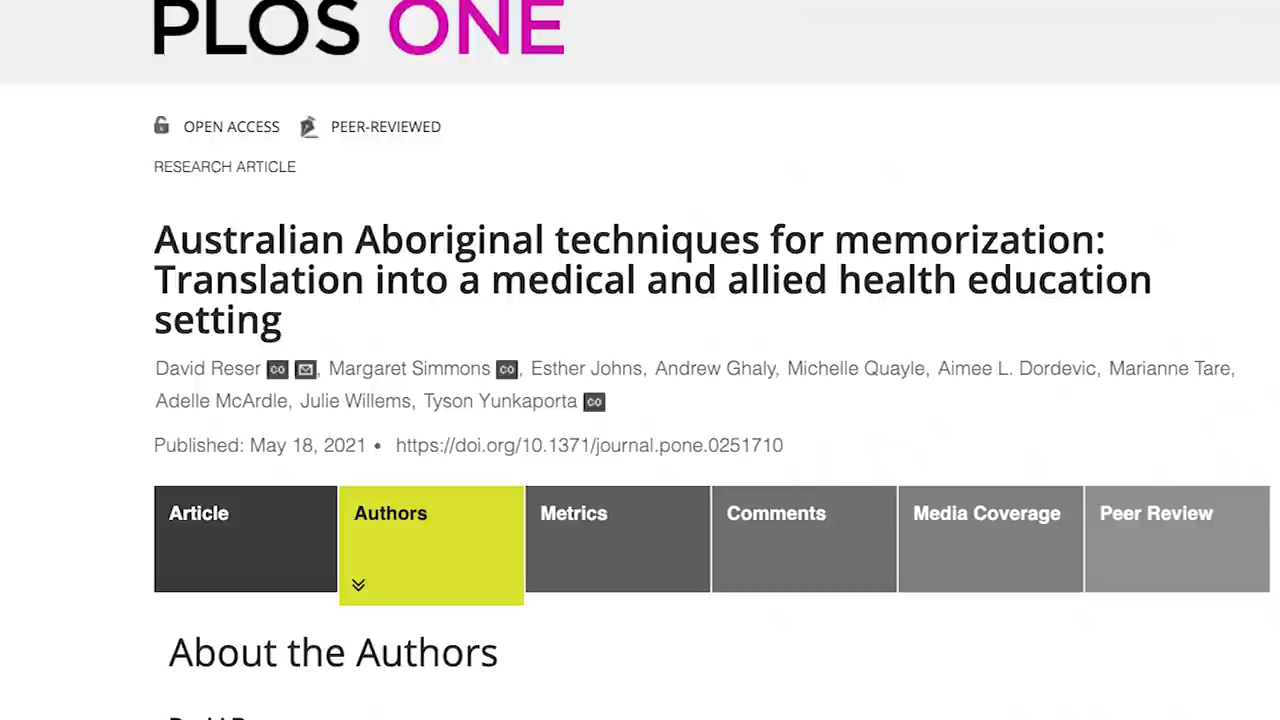 PLOS ONE
OPEN ACCESS PEER-REVIEWED
RESEARCH ARTICLE
Australian Aboriginal techniques for memorization:
Translation into a medical and allied health education
setting
David Reser, Margaret Simmons, Esther Johns, Andrew Ghaly, Michelle Quayle, Aimee L. Dordevic, Marianne Tare,
Adelle McArdle, Julie Willems, Tyson Yunkaporta
Published: May 18, 2021 • https://doi.org/10.1371/journal.pone.0251710
Article Authors Metrics Comments Media Coverage Peer Review
About the Authors